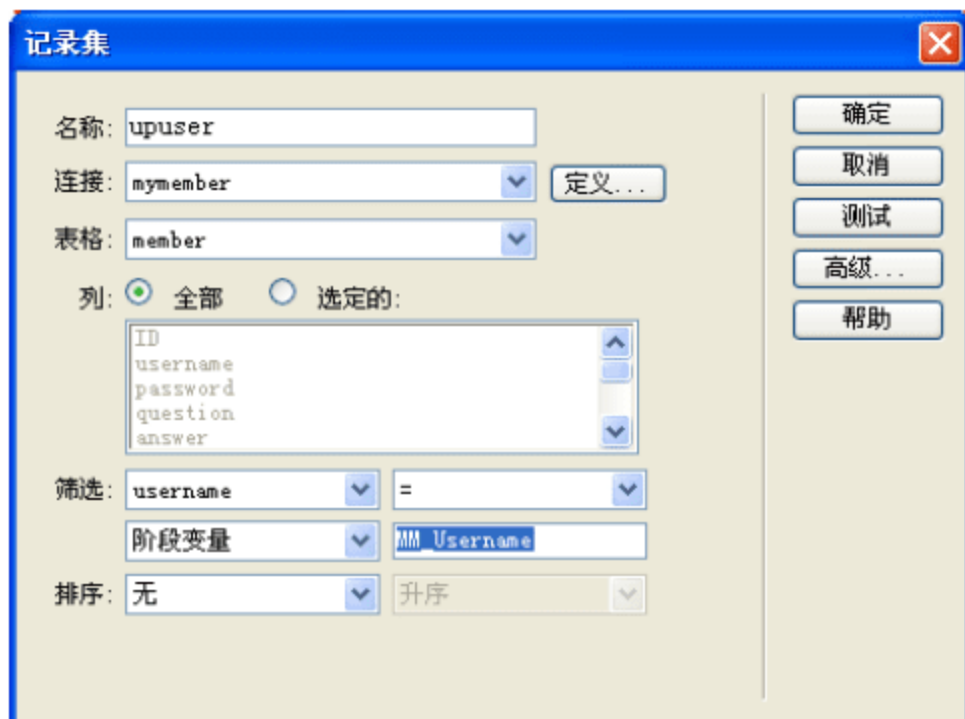 记录集
名称: upuser 确定
连接: mymember 定义... 取消
表格: member 测试
列: 全部 选定的: 高级...
帮助
ID
username
password
question
answer
筛选: username =
阶段变量 MM_Username
排序: 无 升序